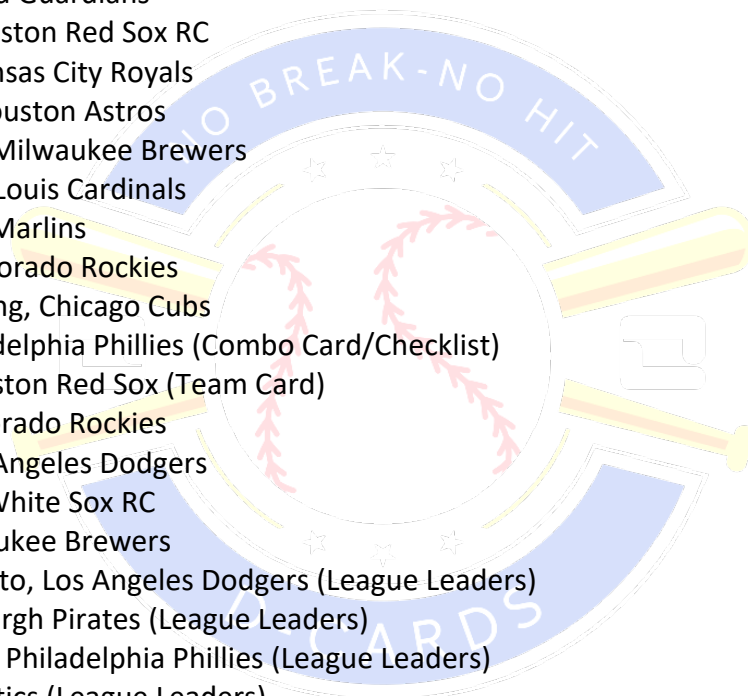 Guardians
ston Red Sox RC
nsas City Royals
ouston Astros
Milwaukee Brewers
Louis Cardinals
Marlins
orado Rockies
ng, Chicago Cubs
delphia Phillies (Combo Card/Checklist)
ston Red Sox (Team Card)
rado Rockies
Angeles Dodgers
White Sox RC
ukee Brewers
to, Los Angeles Dodgers (League Leaders)
rgh Pirates (League Leaders)
Philadelphia Phillies (League Leaders)
tics (League Leaders)
NO BREAK-NO HIT
D-CARDS